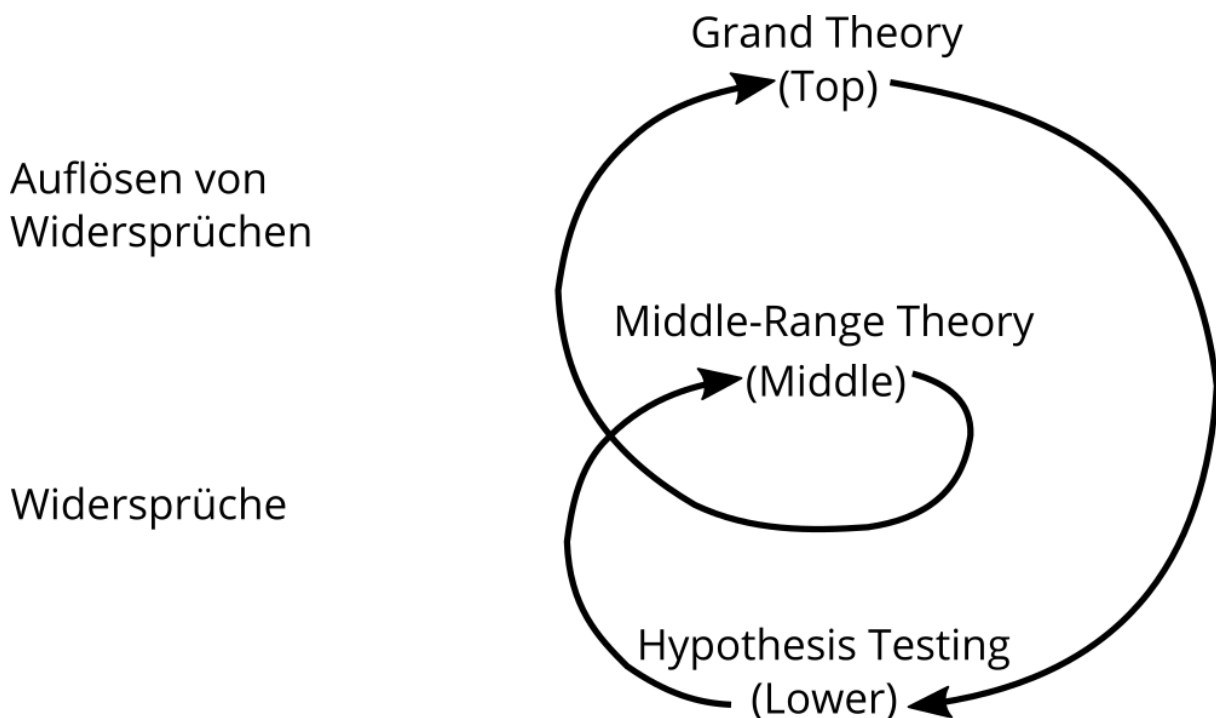 Grand Theory
(Top)
Auflösen von
Widersprüchen
Middle-Range Theory
(Middle)
Widersprüche
Hypothesis Testing
(Lower)